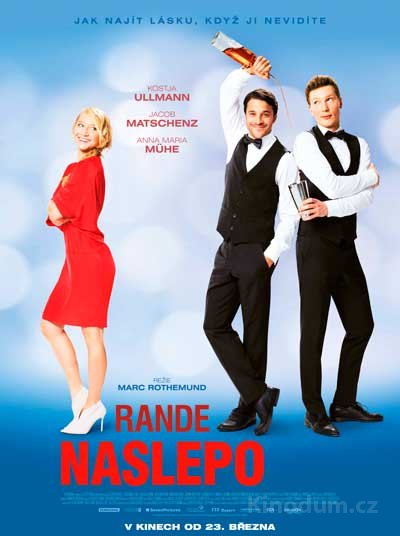 JAK NAJÍT LÁSKU, KDYŽ JI NEVIDÍTE
KOSTJA
ULLMANN
JACOB
MATSCHENZ
ANNA MARIA
MÜHE
REŽIE
MARC ROTHEMUND
RANDE
NASLEPO
Kinodum.cz
V KINECH OD 23. BŘEZNA